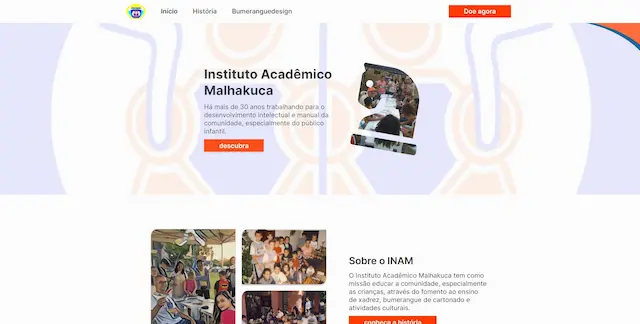 Início História Bumeranguedesign Doe agora
Instituto Acadêmico
Malhakuca
Há mais de 30 anos trabalhando para o
desenvolvimento intelectual e manual da
comunidade, especialmente do público
infantil.
descubra
Sobre o INAM
O Instituto Acadêmico Malhakuca tem como
missão educar a comunidade, especialmente
as crianças, através do fomento ao ensino
de xadrez, bumerangue de cartonado e
atividades culturais.
conheça a história